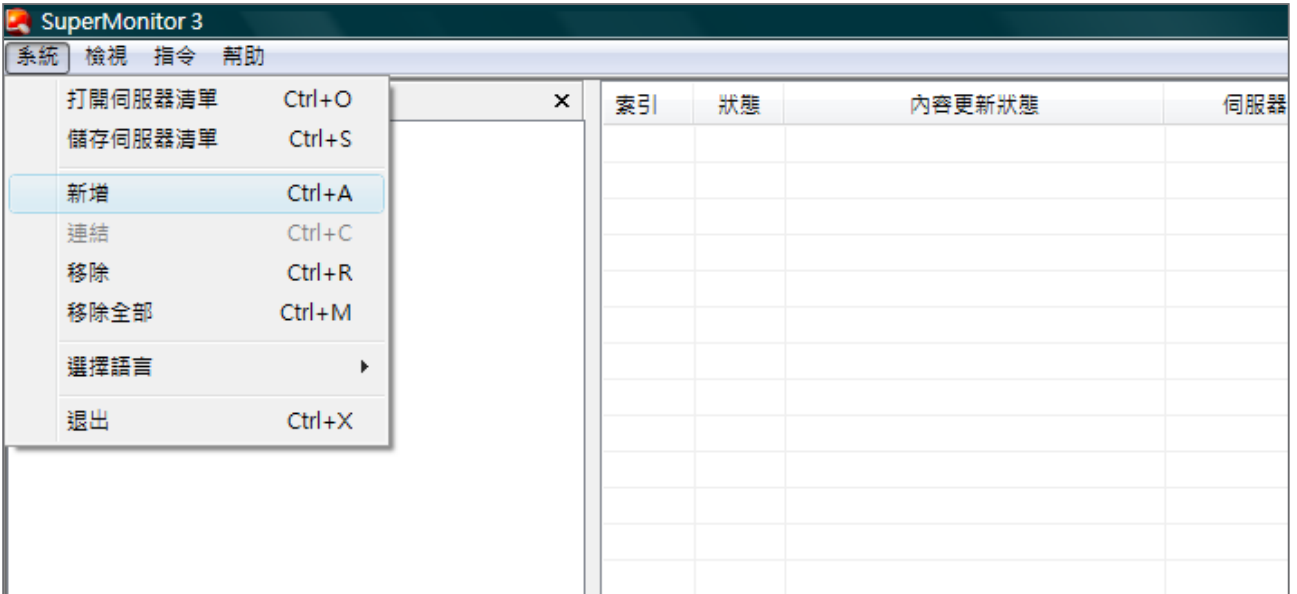 SuperMonitor 3
系統 檢視 指令 幫助
打開伺服器清單 Ctrl+O
儲存伺服器清單 Ctrl+S
新增 Ctrl+A
連結 Ctrl+C
移除 Ctrl+R
移除全部 Ctrl+M
選擇語言
退出 Ctrl+X
索引 狀態 內容更新狀態 伺服器